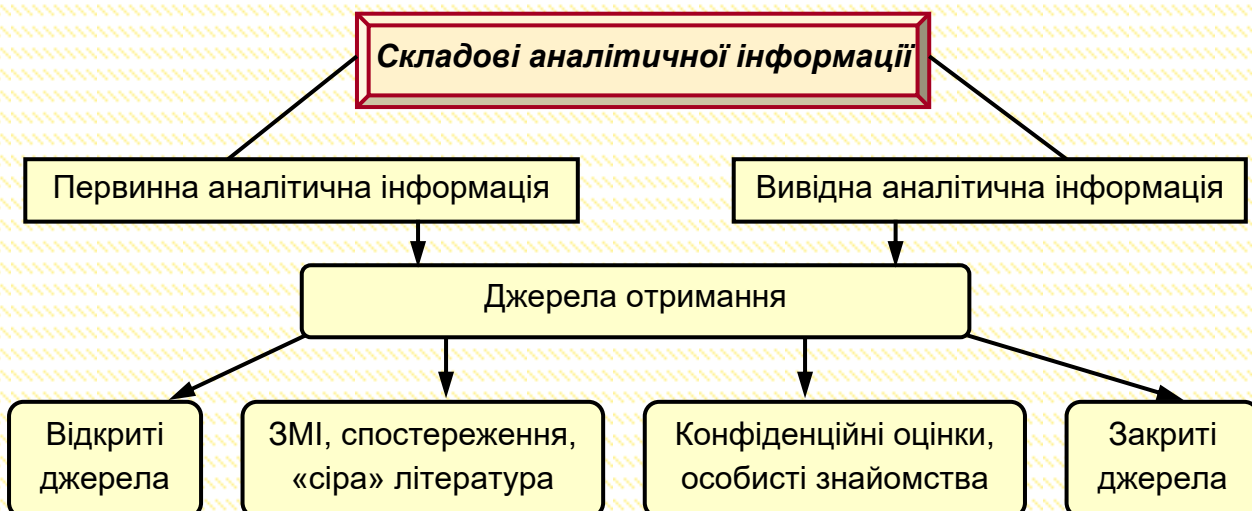 Складові аналітичної інформації
Первинна аналітична інформація
Вивідна аналітична інформація
Джерела отримання
Відкриті
джерела
ЗМІ, спостереження,
«сіра» література
Конфіденційні оцінки,
особисті знайомства
Закриті
джерела